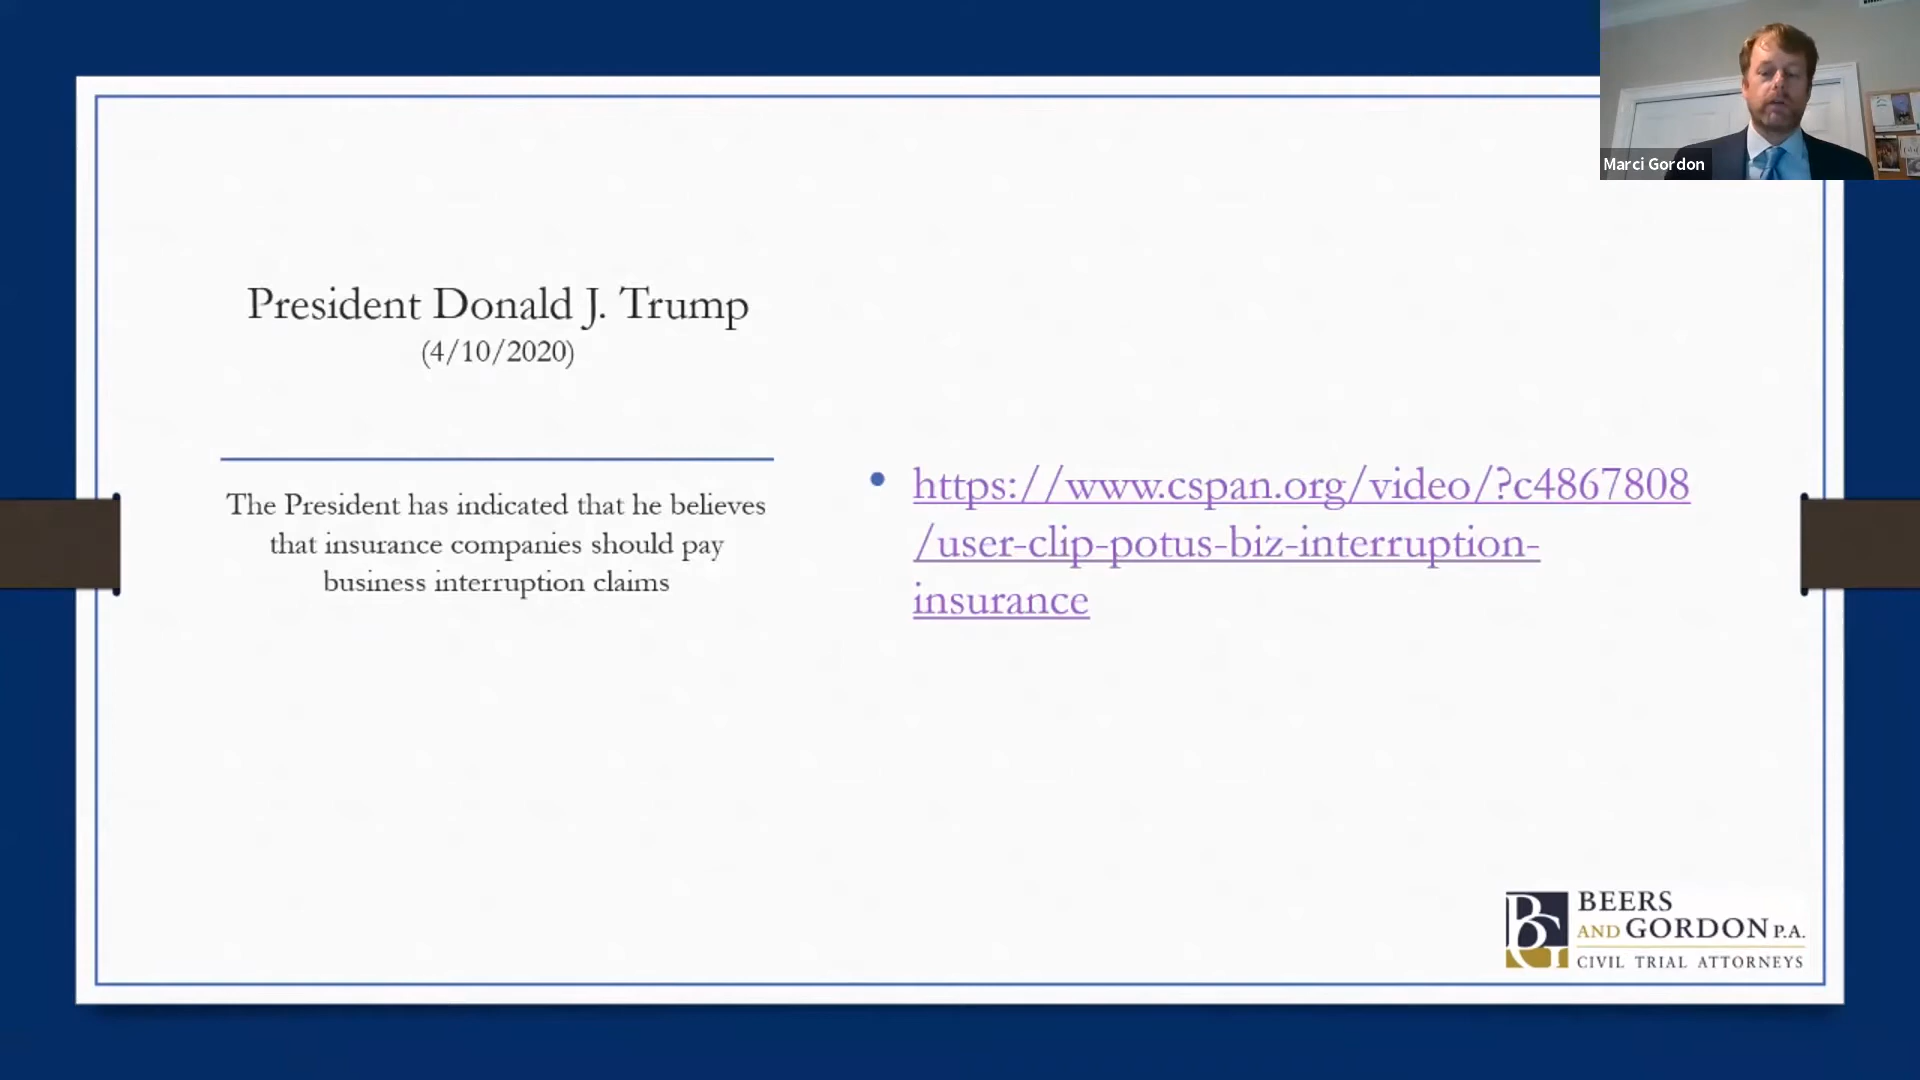 Marci Gordon
President Donald J. Trump
(4/10/2020)
The President has indicated that he believes
that insurance companies should pay
business interruption claims
• https://www.cspan.org/video/?c4867808
/user-clip-potus-biz-interruption-
insurance
BG
BEERS
AND GORDON P.A.
CIVIL TRIAL ATTORNEYS